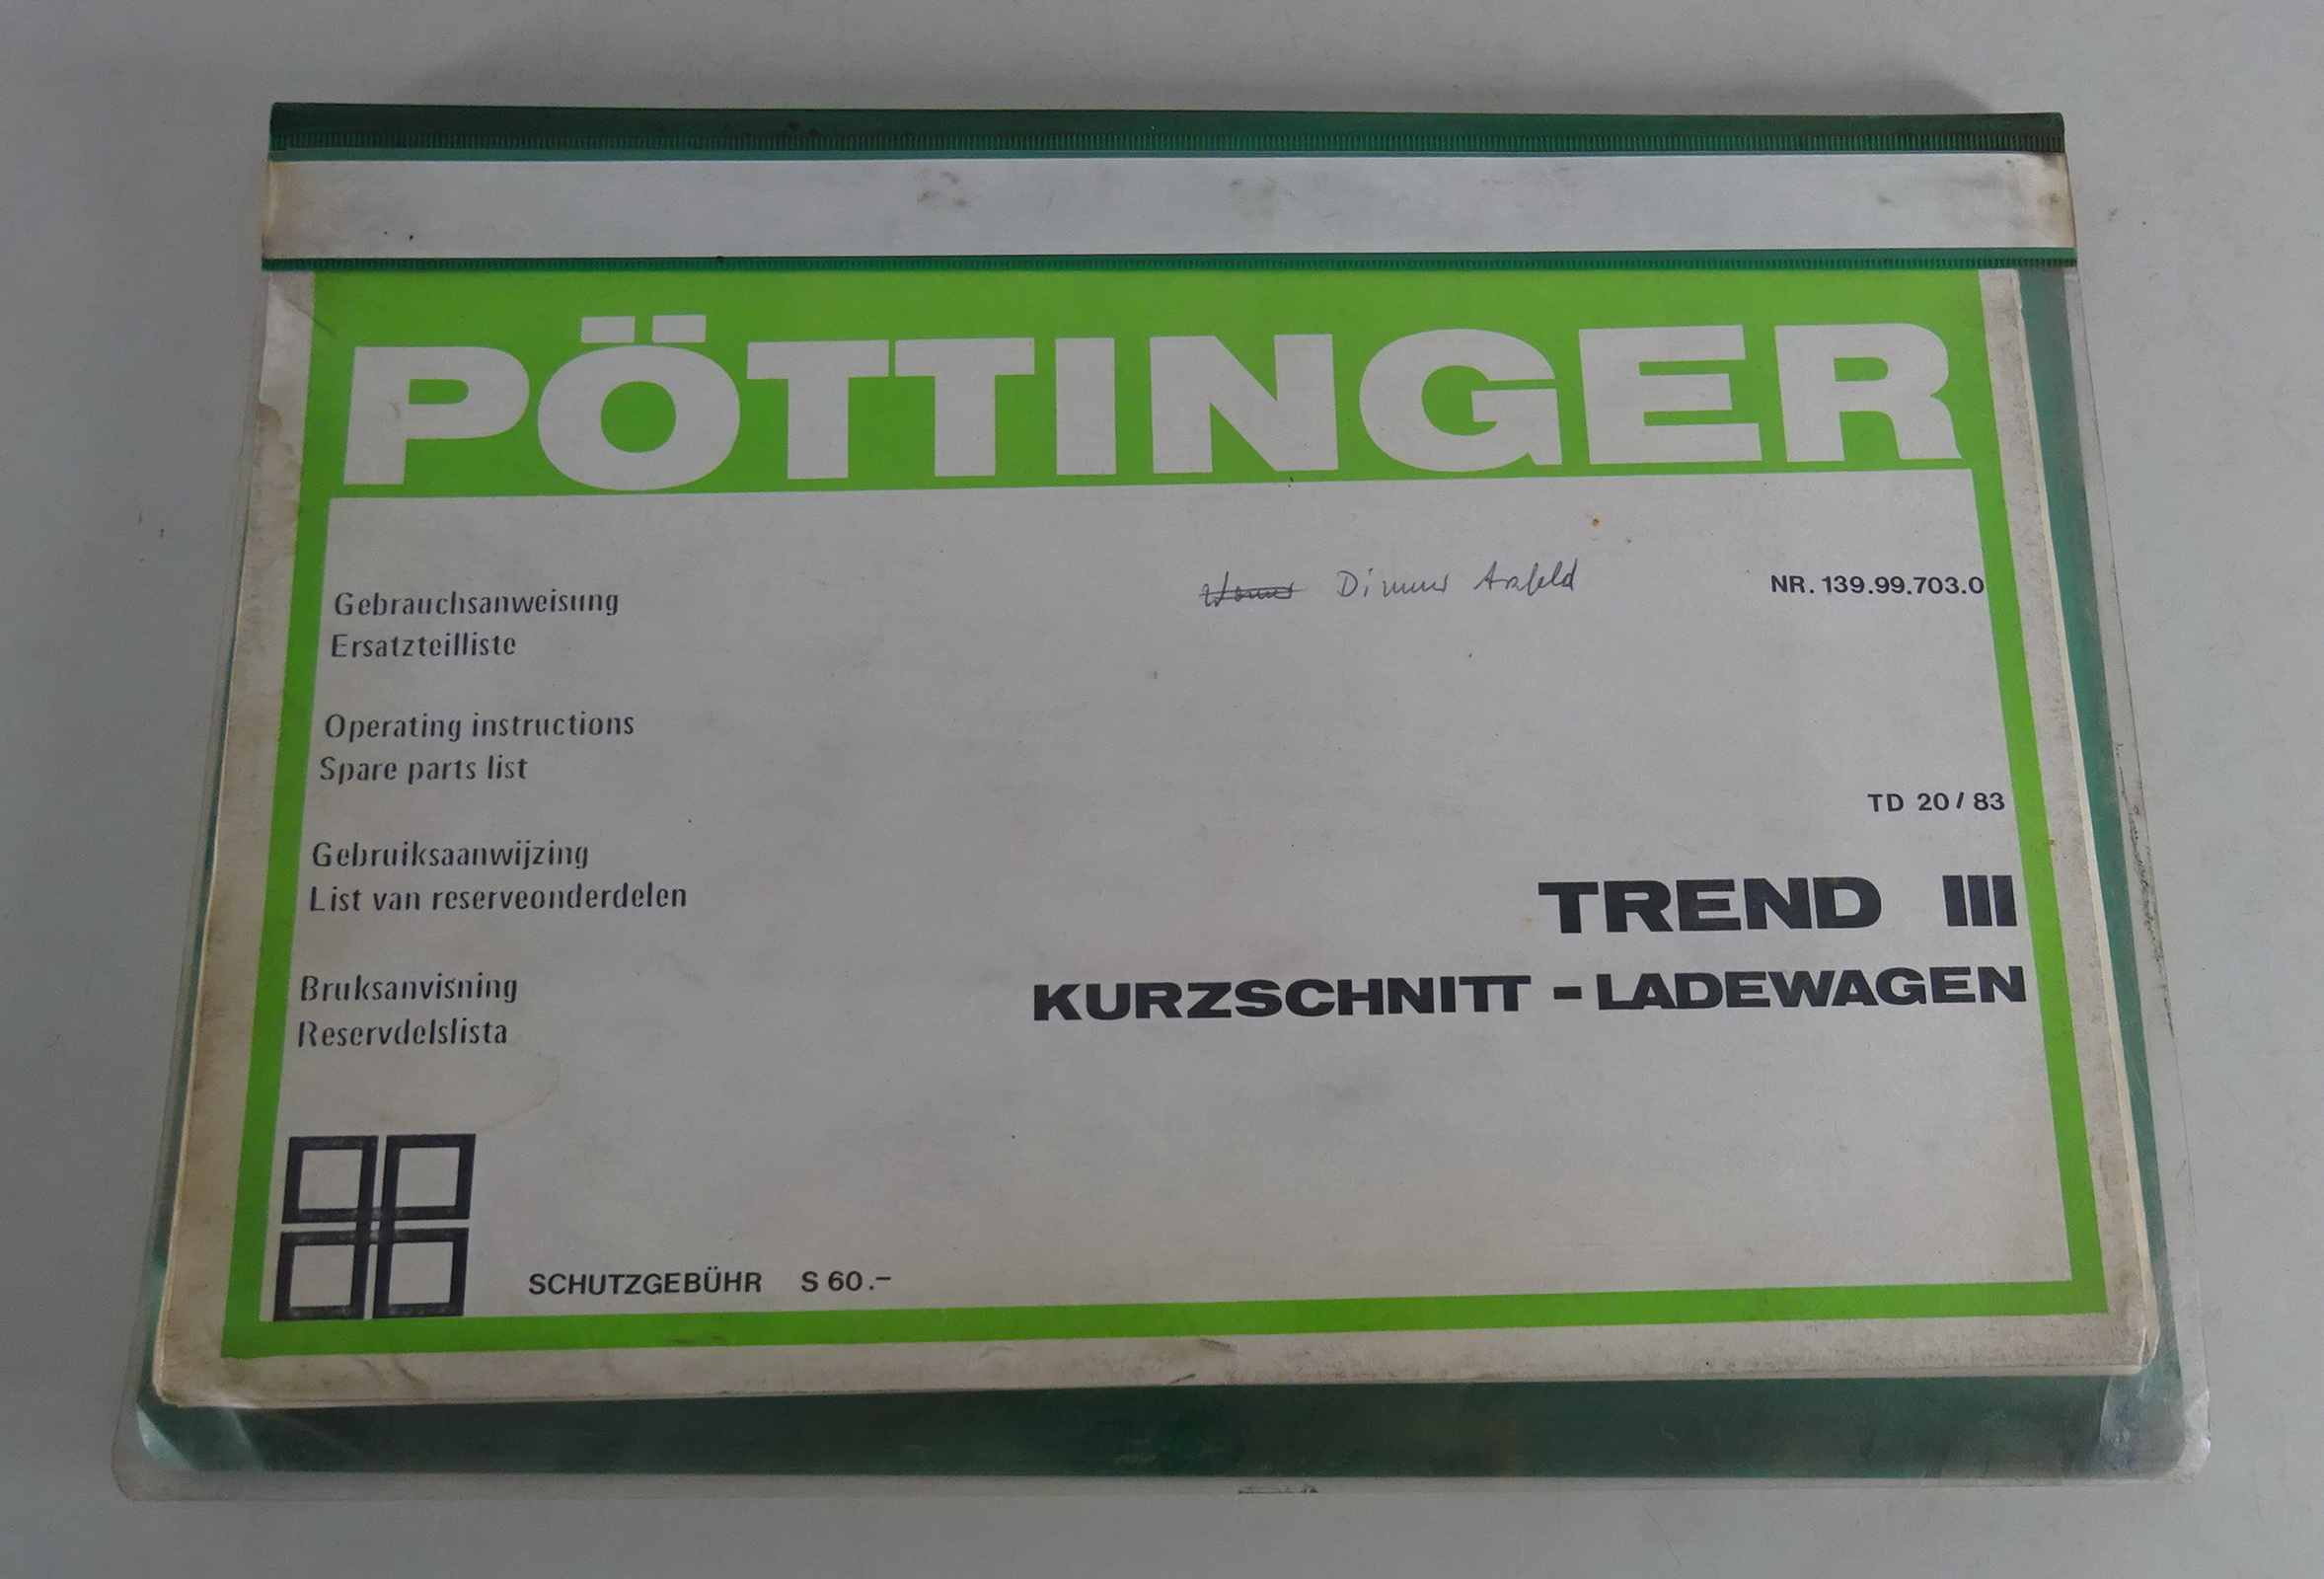 PÖTTINGER
Gebrauchsanweisung
Ersatzteilliste
NR. 139.99.703.0
Operating instructions
Spare parts list
TD 20/83
Gebruiksaanwijzing
List van reserveonderdelen
TREND III
KURZSCHNITT - LADEWAGEN
Bruksanvisning
Reservdelslista
SCHUTZGEBÜHR S 60.-